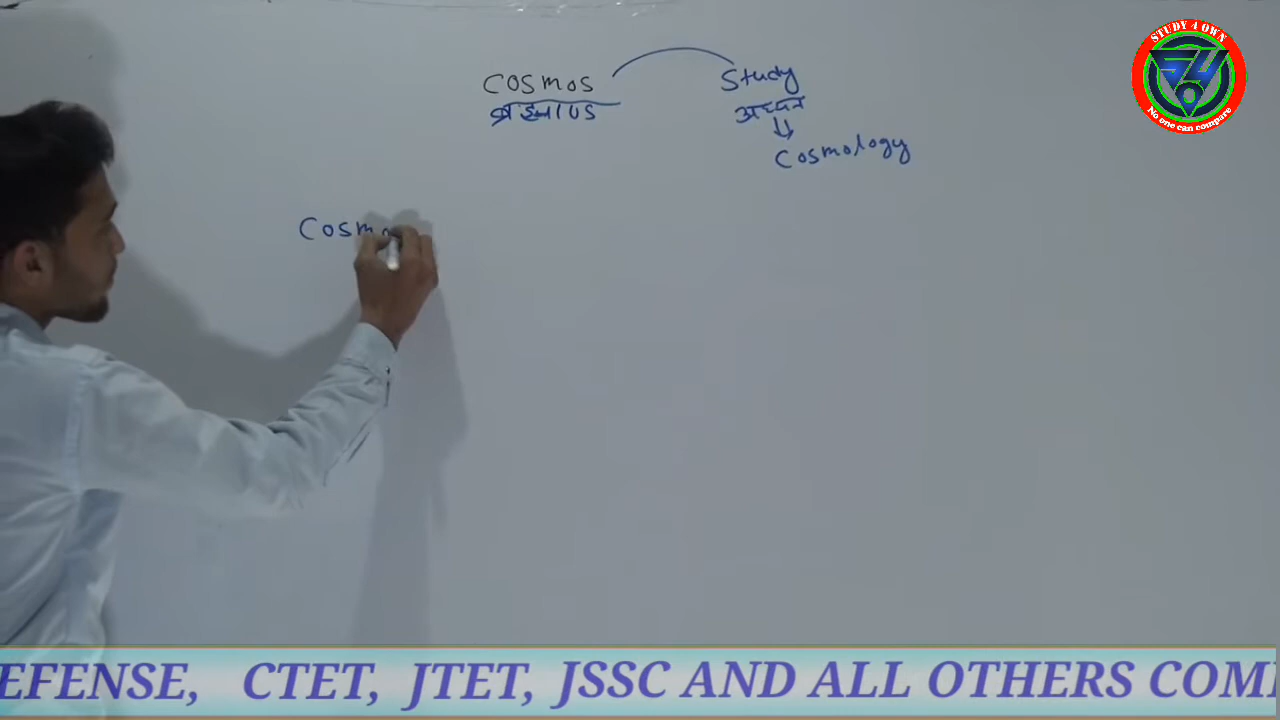 COSMOS
Study
ब्रह्माण्ड
अध्ययन
⇓
Cosmology
Cosmo
STUDY 4 OWN
No one can compare
EFENSE, CTET, JTET, JSSC AND ALL OTHERS COM